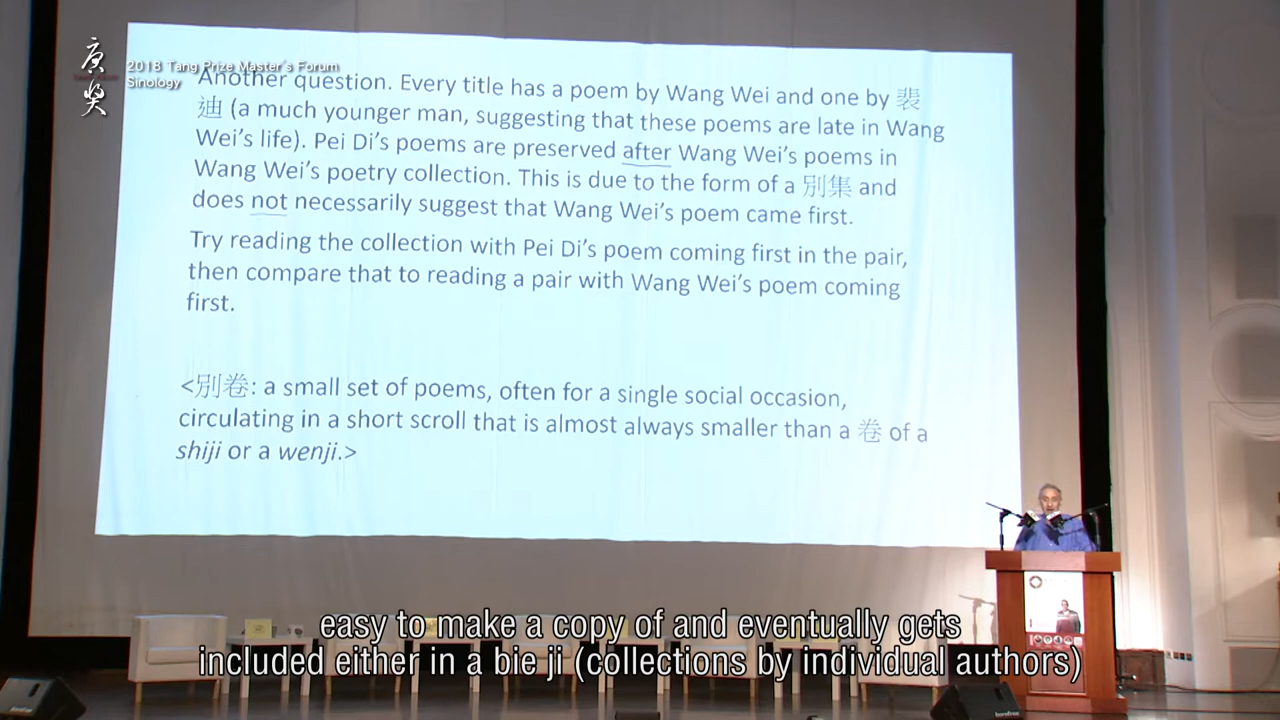 唐獎
2018 Tang Prize Master's Forum
Sinology
Another question. Every title has a poem by Wang Wei and one by 裴
迪 (a much younger man, suggesting that these poems are late in Wang
Wei's life). Pei Di's poems are preserved after Wang Wei's poems in
Wang Wei's poetry collection. This is due to the form of a 別集 and
does not necessarily suggest that Wang Wei's poem came first.
Try reading the collection with Pei Di's poem coming first in the pair,
then compare that to reading a pair with Wang Wei's poem coming
first.
<別卷: a small set of poems, often for a single social occasion,
circulating in a short scroll that is almost always smaller than a 卷 of a
shiji or a wenji.>
easy to make a copy of and eventually gets
included either in a bie ji (collections by individual authors)